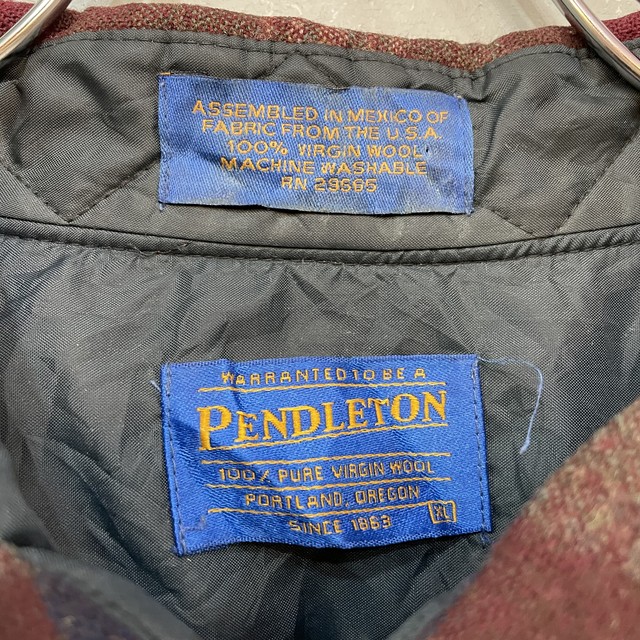 ASSEMBLED IN MEXICO OF
FABRIC FROM THE U.S.A.
100% VIRGIN WOOL
MACHINE WASHABLE
RN 29685
WARRANTED TO BE A
PENDLETON
100% PURE VIRGIN WOOL
PORTLAND, OREGON
SINCE 1863 XL